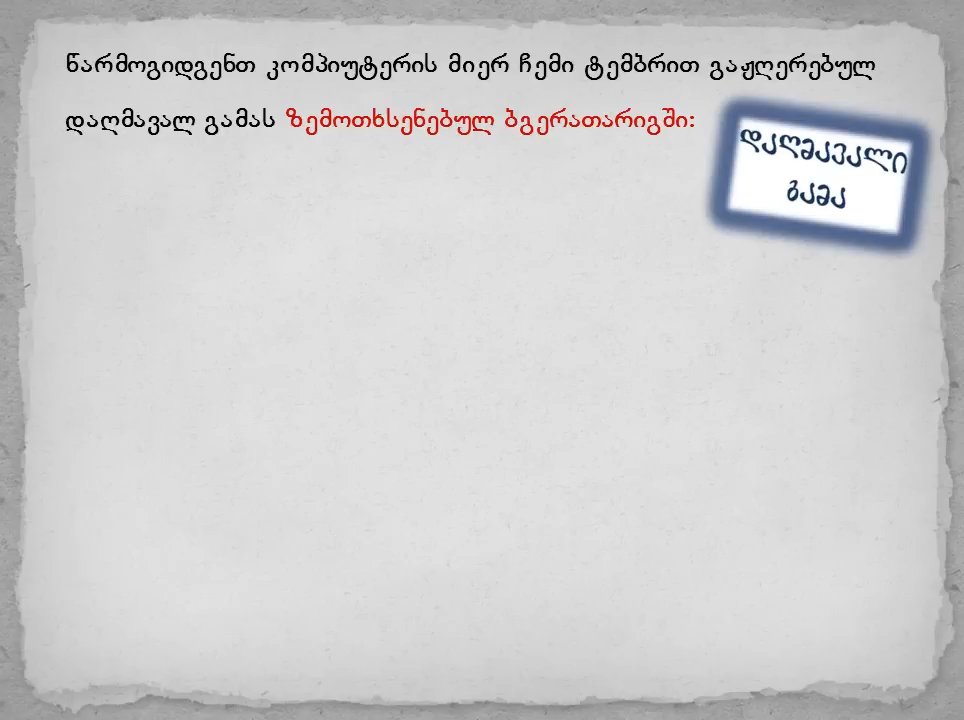 წარმოგიდგენთ კომპიუტერის მიერ ჩემი ტემბრით გაჟღერებულ
დაღმავალ გამას ზემოთხსენებულ ბგერათარიგში:
დაღმავალი
გამა